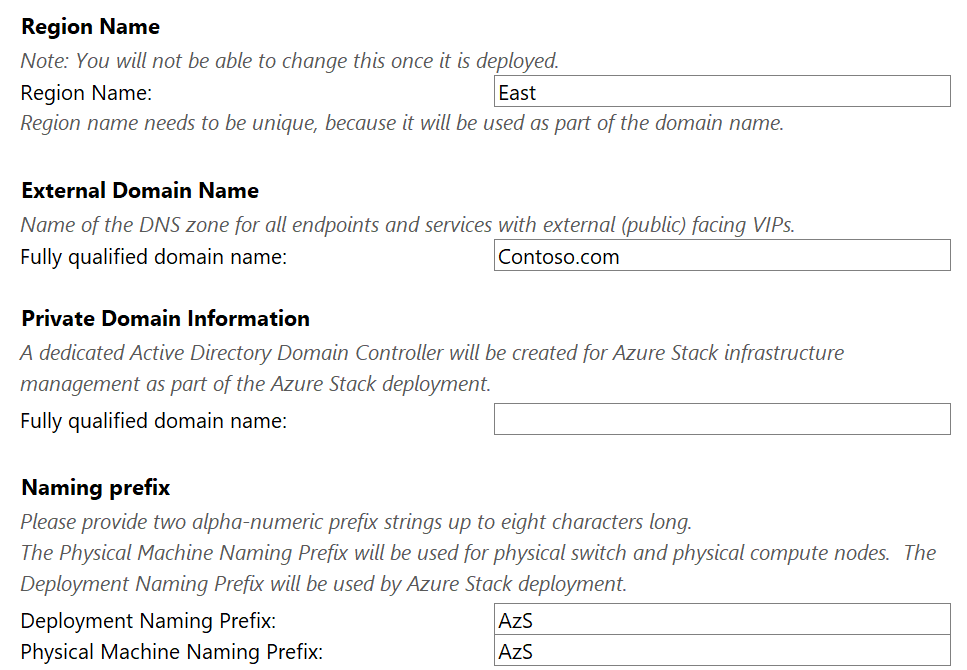 Region Name
Note: You will not be able to change this once it is deployed.
Region Name: East
Region name needs to be unique, because it will be used as part of the domain name.
External Domain Name
Name of the DNS zone for all endpoints and services with external (public) facing VIPs.
Fully qualified domain name: Contoso.com
Private Domain Information
A dedicated Active Directory Domain Controller will be created for Azure Stack infrastructure
management as part of the Azure Stack deployment.
Fully qualified domain name:
Naming prefix
Please provide two alpha-numeric prefix strings up to eight characters long.
The Physical Machine Naming Prefix will be used for physical switch and physical compute nodes. The
Deployment Naming Prefix will be used by Azure Stack deployment.
Deployment Naming Prefix: AzS
Physical Machine Naming Prefix: AzS